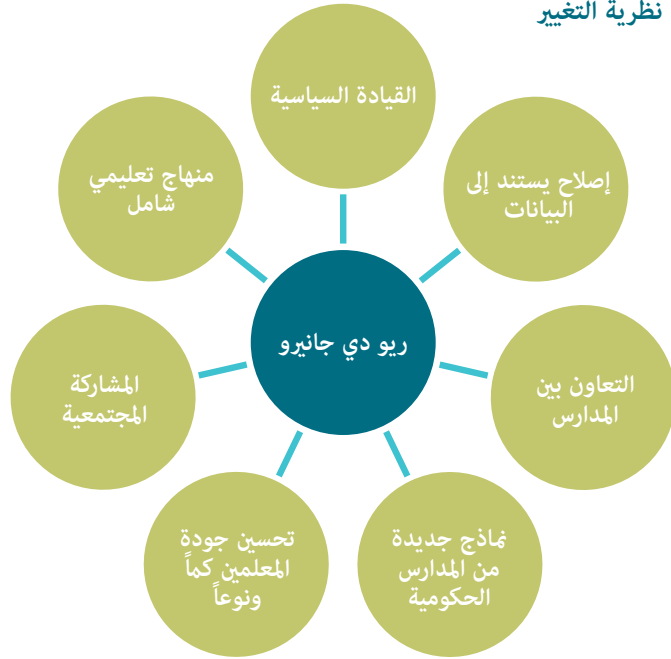 نظرية التغيير
القيادة السياسية
إصلاح يستند إلى
البيانات
منهاج تعليمي
شامل
ريو دي جانيرو
التعاون بين
المدارس
المشاركة
المجتمعية
نماذج جديدة
من المدارس
الحكومية
تحسين جودة
المعلمين كماً
ونوعاً